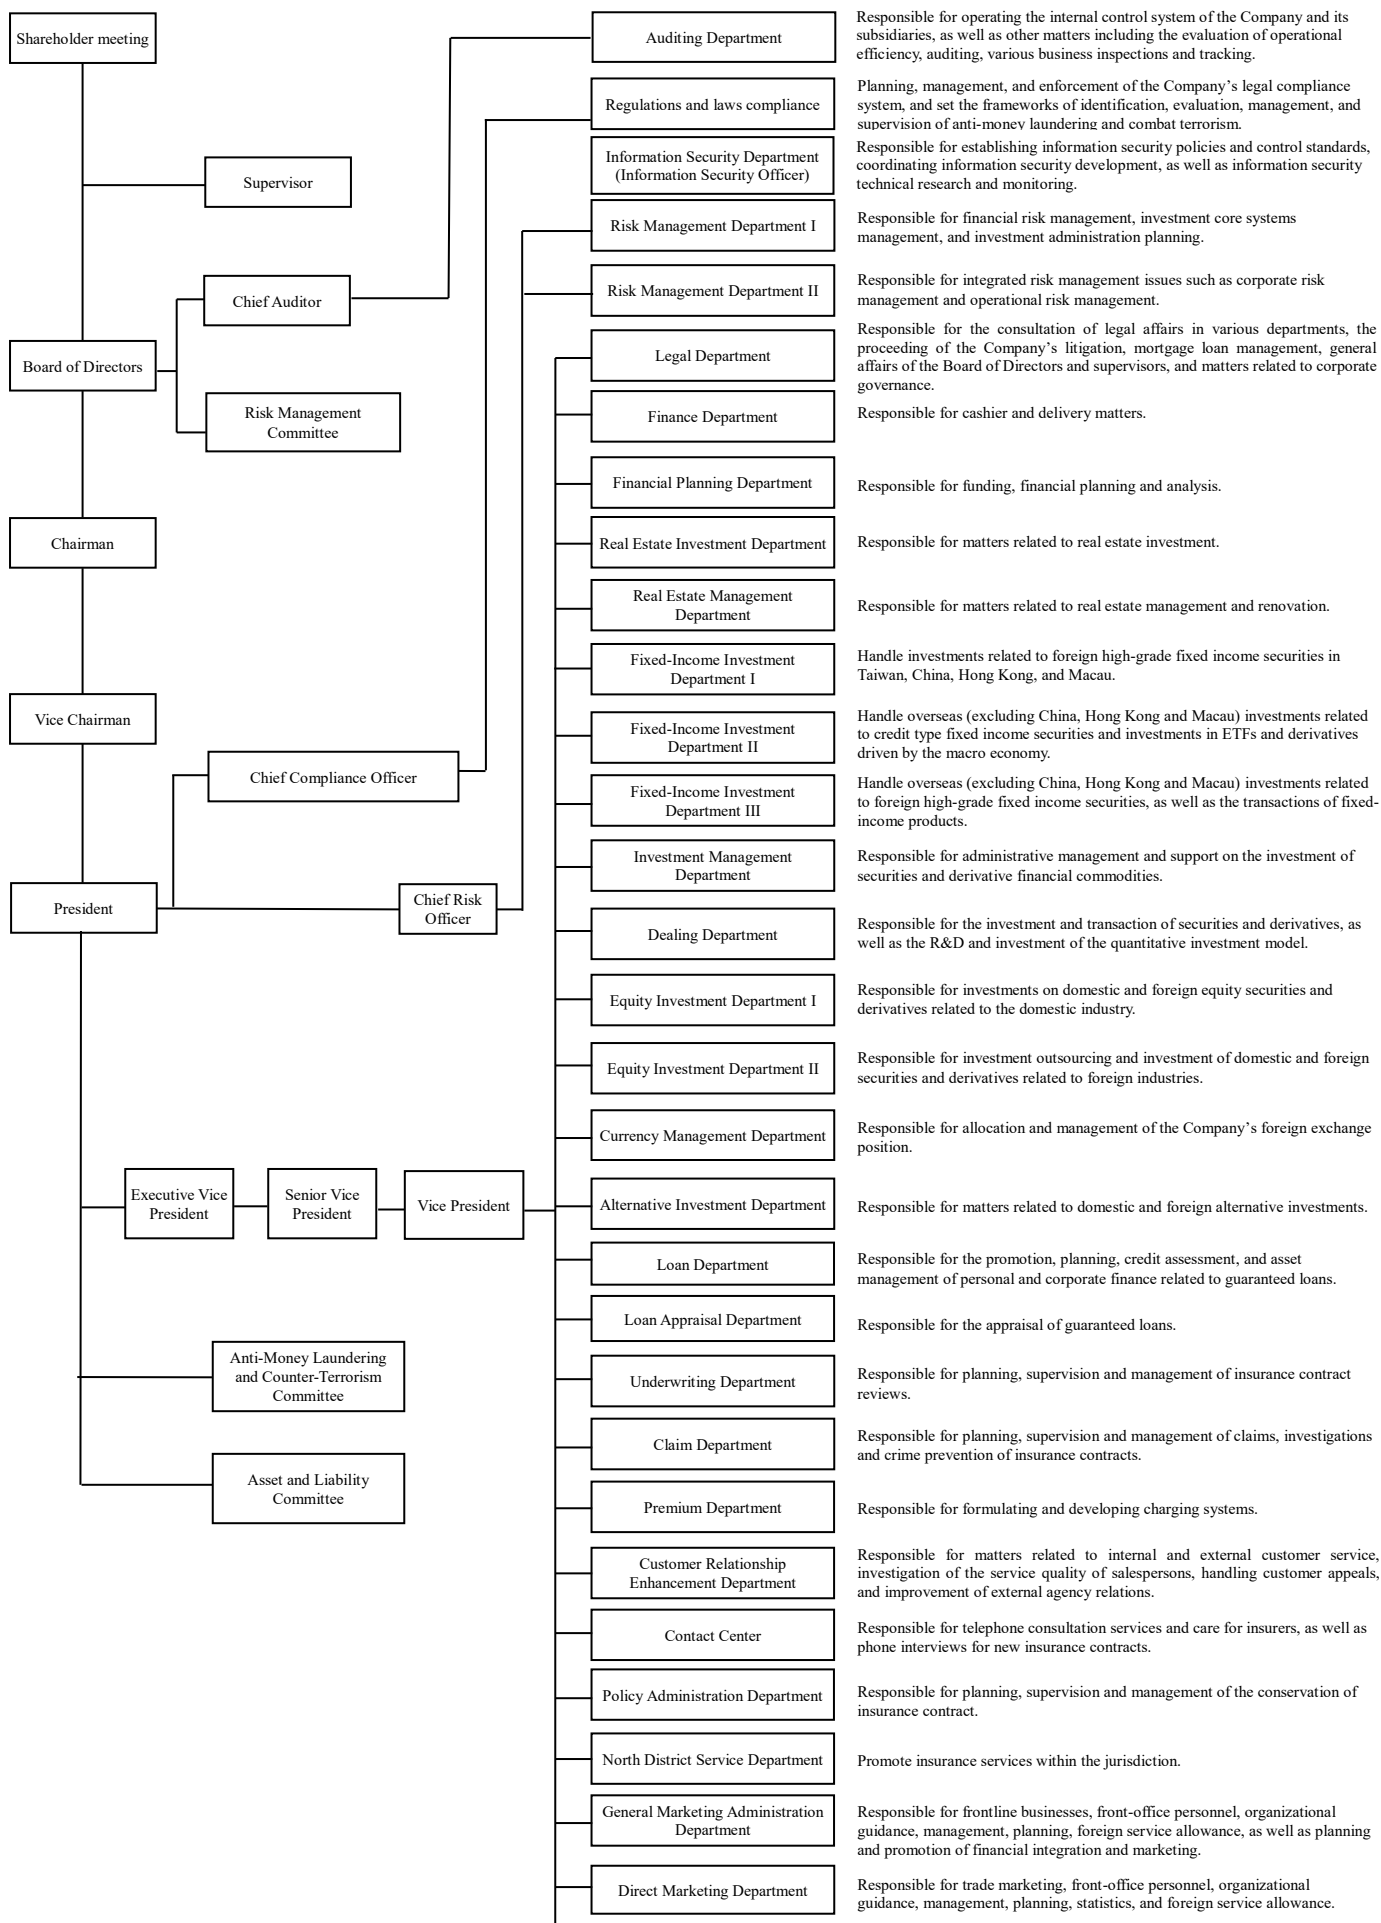 Shareholder meeting
Supervisor
Chief Auditor
Board of Directors
Risk Management
Committee
Chairman
Vice Chairman
Chief Compliance Officer
President
Chief Risk
Officer
Executive Vice
President
Senior Vice
President
Vice President
Anti-Money Laundering
and Counter-Terrorism
Committee
Asset and Liability
Committee
Auditing Department
Responsible for operating the internal control system of the Company and its
subsidiaries, as well as other matters including the evaluation of operational
efficiency, auditing, various business inspections and tracking.
Regulations and laws compliance
Planning, management, and enforcement of the Company's legal compliance
system, and set the frameworks of identification, evaluation, management, and
supervision of anti-money laundering and combat terrorism.
Information Security Department
(Information Security Officer)
Responsible for establishing information security policies and control standards,
coordinating information security development, as well as information security
technical research and monitoring.
Risk Management Department I
Responsible for financial risk management, investment core systems
management, and investment administration planning.
Risk Management Department II
Responsible for integrated risk management issues such as corporate risk
management and operational risk management.
Legal Department
Responsible for the consultation of legal affairs in various departments, the
proceeding of the Company's litigation, mortgage loan management, general
affairs of the Board of Directors and supervisors, and matters related to corporate
governance.
Finance Department
Responsible for cashier and delivery matters.
Financial Planning Department
Responsible for funding, financial planning and analysis.
Real Estate Investment Department
Responsible for matters related to real estate investment.
Real Estate Management
Department
Responsible for matters related to real estate management and renovation.
Fixed-Income Investment
Department I
Handle investments related to foreign high-grade fixed income securities in
Taiwan, China, Hong Kong, and Macau.
Fixed-Income Investment
Department II
Handle overseas (excluding China, Hong Kong and Macau) investments related
to credit type fixed income securities and investments in ETFs and derivatives
driven by the macro economy.
Fixed-Income Investment
Department III
Handle overseas (excluding China, Hong Kong and Macau) investments related
to foreign high-grade fixed income securities, as well as the transactions of fixed-
income products.
Investment Management
Department
Responsible for administrative management and support on the investment of
securities and derivative financial commodities.
Dealing Department
Responsible for the investment and transaction of securities and derivatives, as
well as the R&D and investment of the quantitative investment model.
Equity Investment Department I
Responsible for investments on domestic and foreign equity securities and
derivatives related to the domestic industry.
Equity Investment Department II
Responsible for investment outsourcing and investment of domestic and foreign
securities and derivatives related to foreign industries.
Currency Management Department
Responsible for allocation and management of the Company's foreign exchange
position.
Alternative Investment Department
Responsible for matters related to domestic and foreign alternative investments.
Loan Department
Responsible for the promotion, planning, credit assessment, and asset
management of personal and corporate finance related to guaranteed loans.
Loan Appraisal Department
Responsible for the appraisal of guaranteed loans.
Underwriting Department
Responsible for planning, supervision and management of insurance contract
reviews.
Claim Department
Responsible for planning, supervision and management of claims, investigations
and crime prevention of insurance contracts.
Premium Department
Responsible for formulating and developing charging systems.
Customer Relationship
Enhancement Department
Responsible for matters related to internal and external customer service,
investigation of the service quality of salespersons, handling customer appeals,
and improvement of external agency relations.
Contact Center
Responsible for telephone consultation services and care for insurers, as well as
phone interviews for new insurance contracts.
Policy Administration Department
Responsible for planning, supervision and management of the conservation of
insurance contract.
North District Service Department
Promote insurance services within the jurisdiction.
General Marketing Administration
Department
Responsible for frontline businesses, front-office personnel, organizational
guidance, management, planning, foreign service allowance, as well as planning
and promotion of financial integration and marketing.
Direct Marketing Department
Responsible for trade marketing, front-office personnel, organizational
guidance, management, planning, statistics, and foreign service allowance.